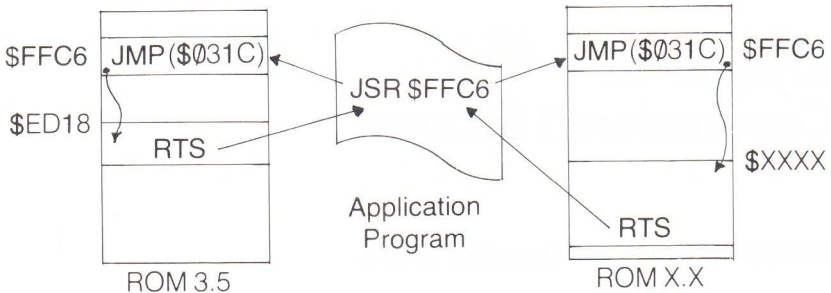 $FFC6
JMP($Ø31C)
$ED18
RTS
ROM 3.5
JSR $FFC6
Application
Program
JMP($Ø31C)
$FFC6
$XXXX
RTS
ROM X.X